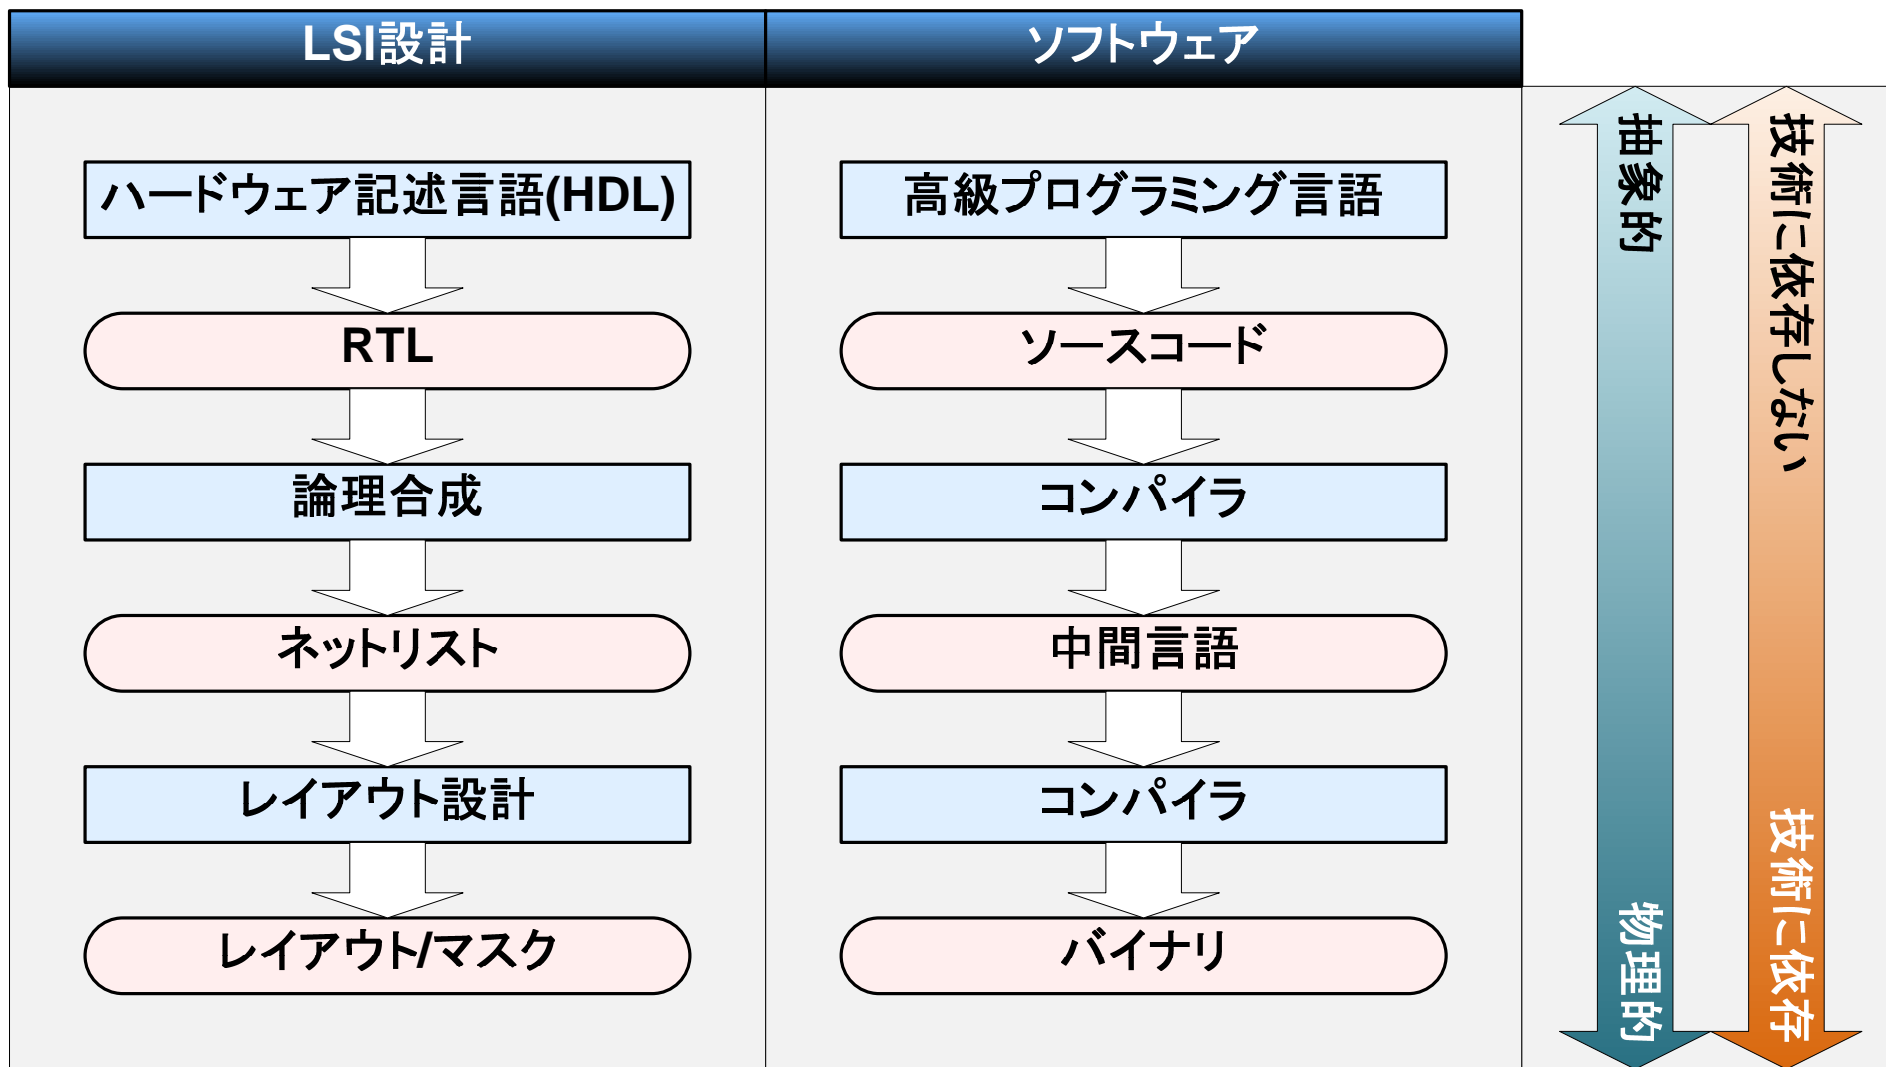 LSI設計
ソフトウェア
ハードウェア記述言語(HDL)
RTL
論理合成
ネットリスト
レイアウト設計
レイアウト/マスク
高級プログラミング言語
ソースコード
コンパイラ
中間言語
コンパイラ
バイナリ
抽象的
物理的
技術に依存しない
技術に依存